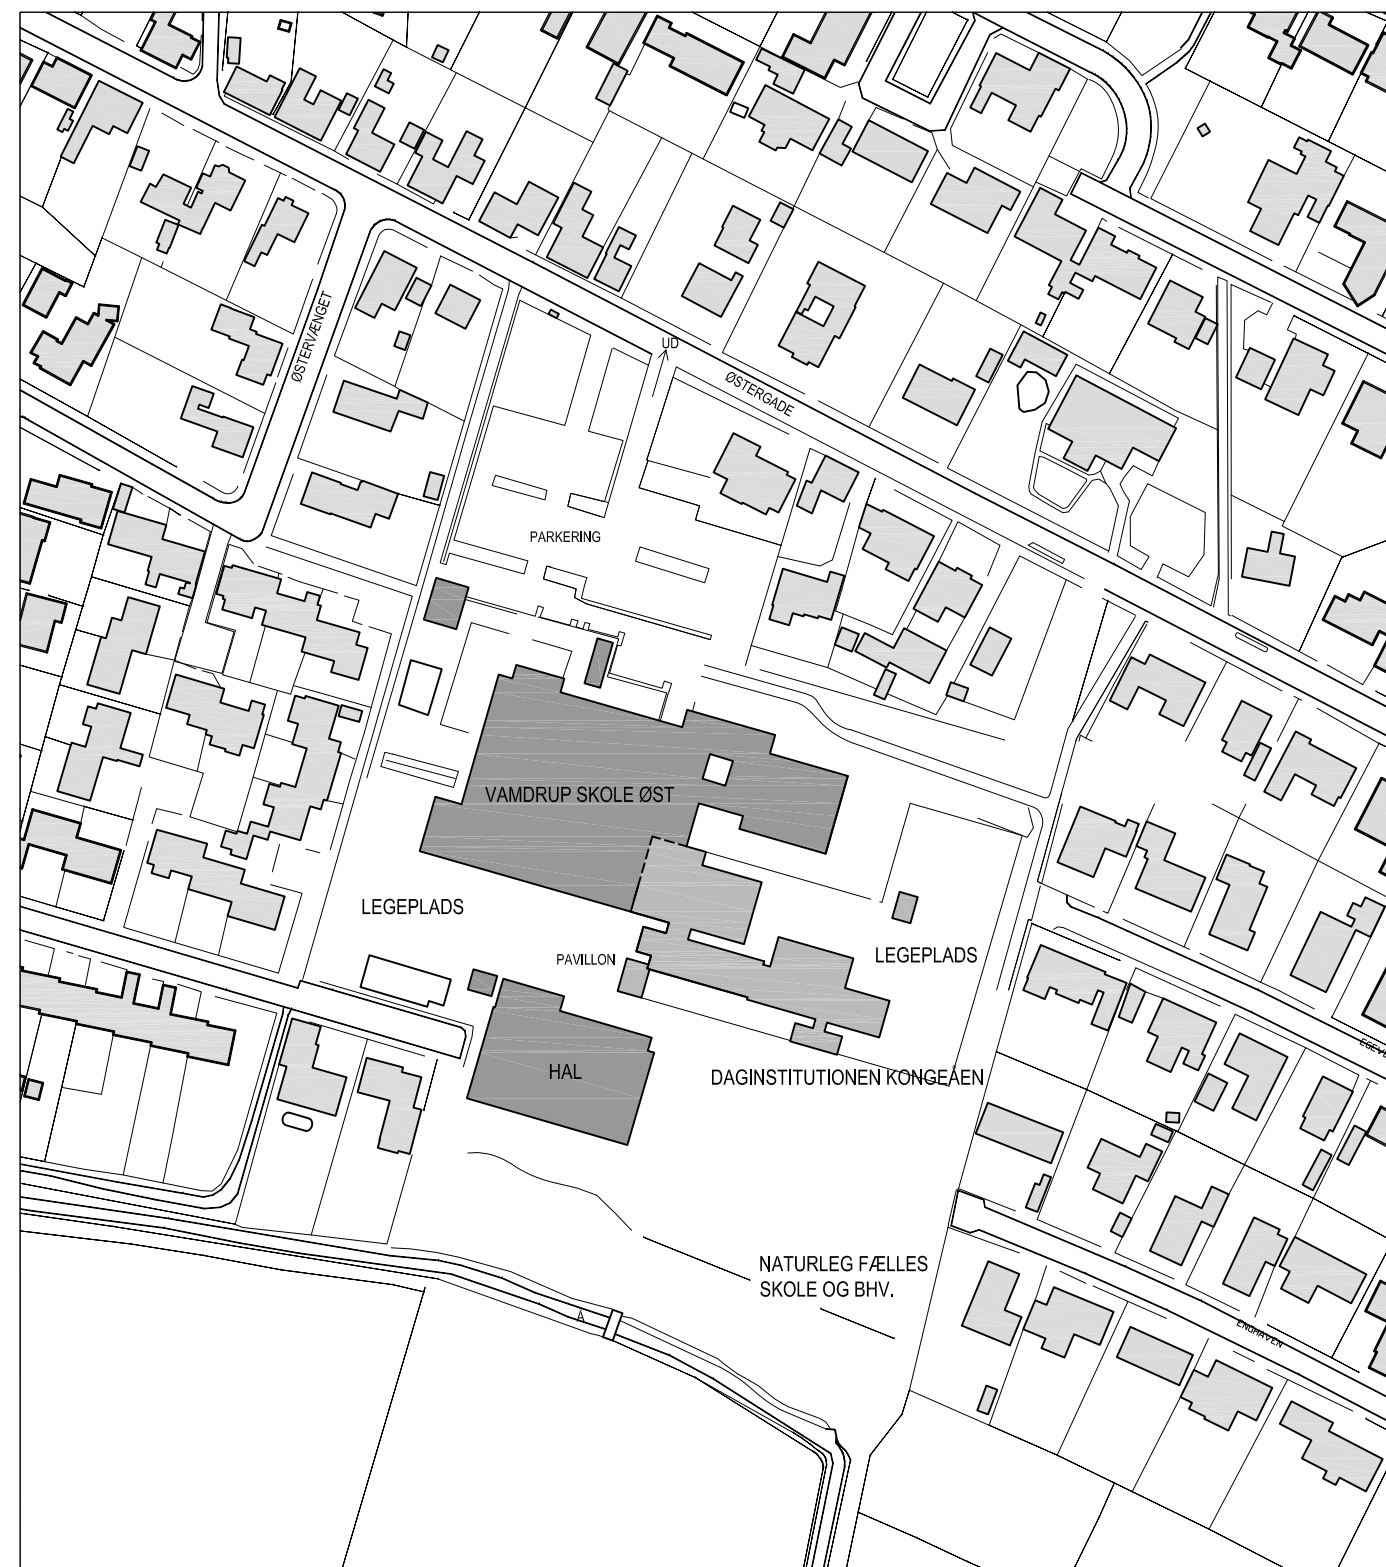 UD
ØSTERVÆNGET
ØSTERGADE
PARKERING
VAMDRUP SKOLE ØST
LEGEPLADS
PAVILLON
LEGEPLADS
HAL
DAGINSTITUTIONEN KONGEÅEN
NATURLEG FÆLLES
SKOLE OG BHV.
ENGHAVEN